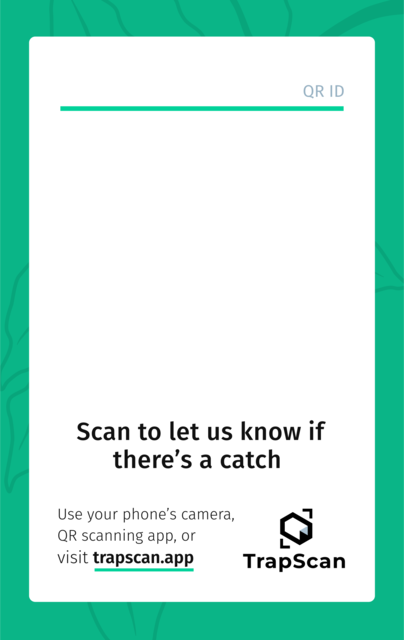 QR ID
Scan to let us know if
there’s a catch
Use your phone’s camera,
QR scanning app, or
visit trapscan.app
TrapScan